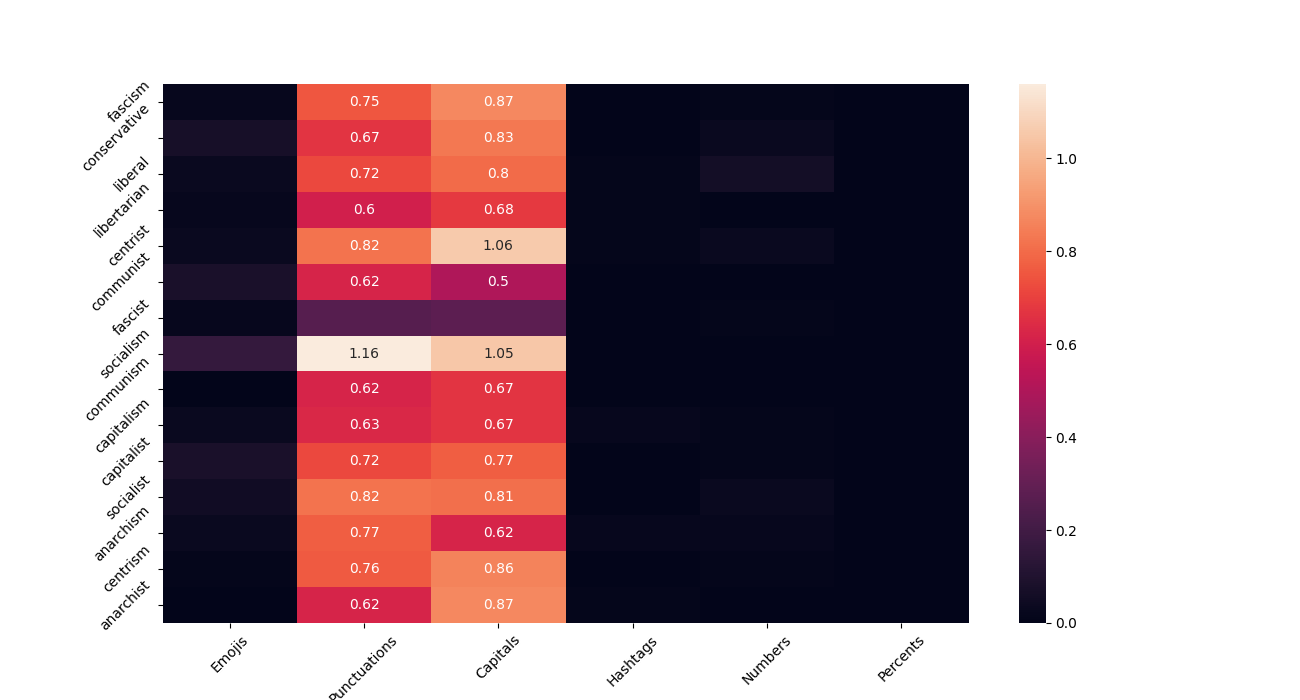 fascism 0.75 0.87
conservative 0.67 0.83
liberal 0.72 0.8
libertarian 0.6 0.68
centrist 0.82 1.06
communist 0.62 0.5
fascist
socialism 1.16 1.05
communism 0.62 0.67
capitalism 0.63 0.67
capitalist 0.72 0.77
socialist 0.82 0.81
anarchism 0.77 0.62
centrism 0.76 0.86
anarchist 0.62 0.87
Emojis Punctuations Capitals Hashtags Numbers Percents
1.0
0.8
0.6
0.4
0.2
0.0